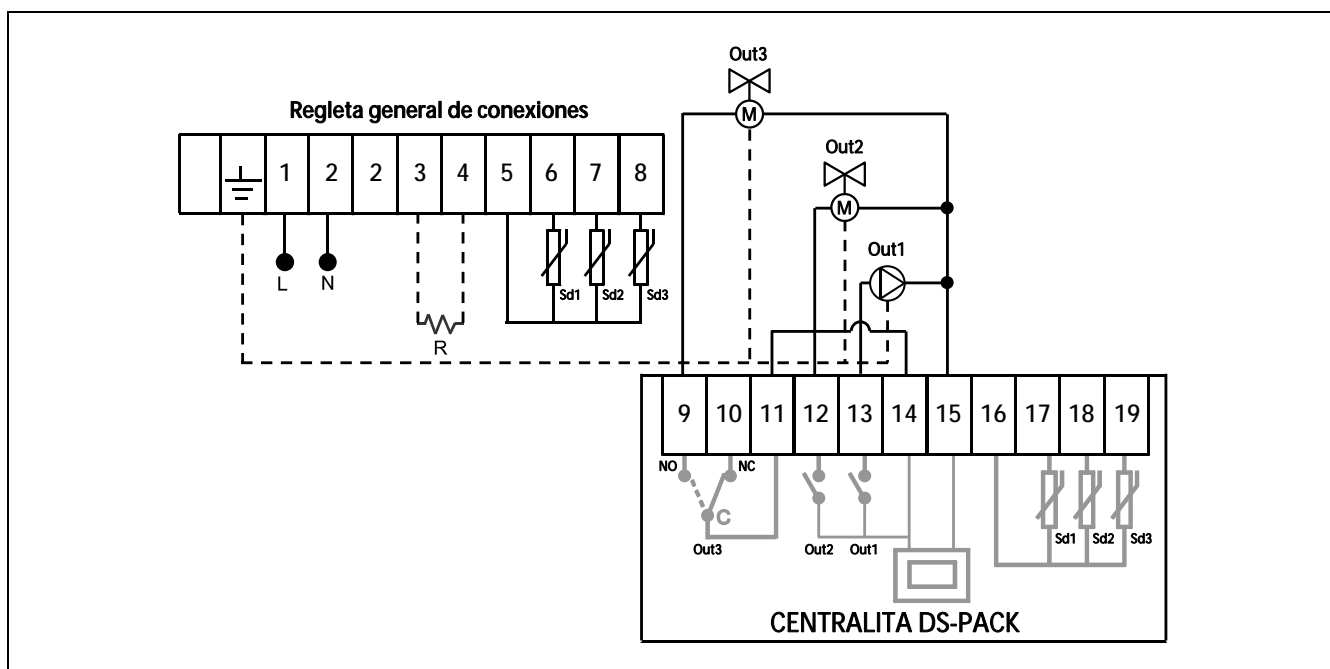 Out3
Regleta general de conexiones
M
Out2
1 2 2 3 4 5 6 7 8
M
Out1
L N
Sd1 Sd2 Sd3
R
9 10 11 12 13 14 15 16 17 18 19
NO NC
C
Out3 Out2 Out1
Sd1 Sd2 Sd3
CENTRALITA DS-PACK